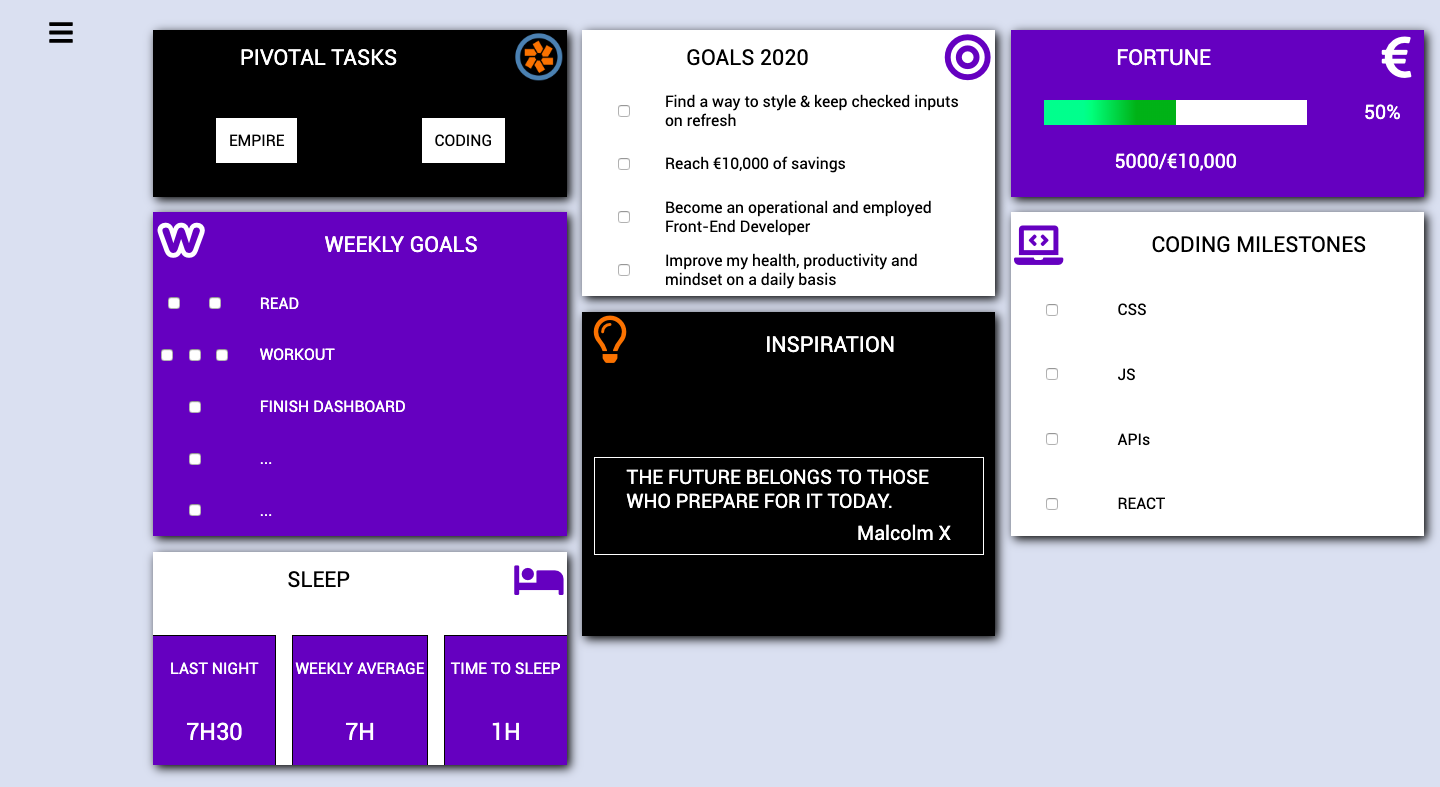 PIVOTAL TASKS
EMPIRE
CODING
WEEKLY GOALS
READ
WORKOUT
FINISH DASHBOARD
...
...
SLEEP
LAST NIGHT
7H30
WEEKLY AVERAGE
7H
TIME TO SLEEP
1H
GOALS 2020
Find a way to style & keep checked inputs
on refresh
Reach €10,000 of savings
Become an operational and employed
Front-End Developer
Improve my health, productivity and
mindset on a daily basis
INSPIRATION
THE FUTURE BELONGS TO THOSE
WHO PREPARE FOR IT TODAY.
Malcolm X
FORTUNE
€
50%
5000/€10,000
CODING MILESTONES
CSS
JS
APIs
REACT